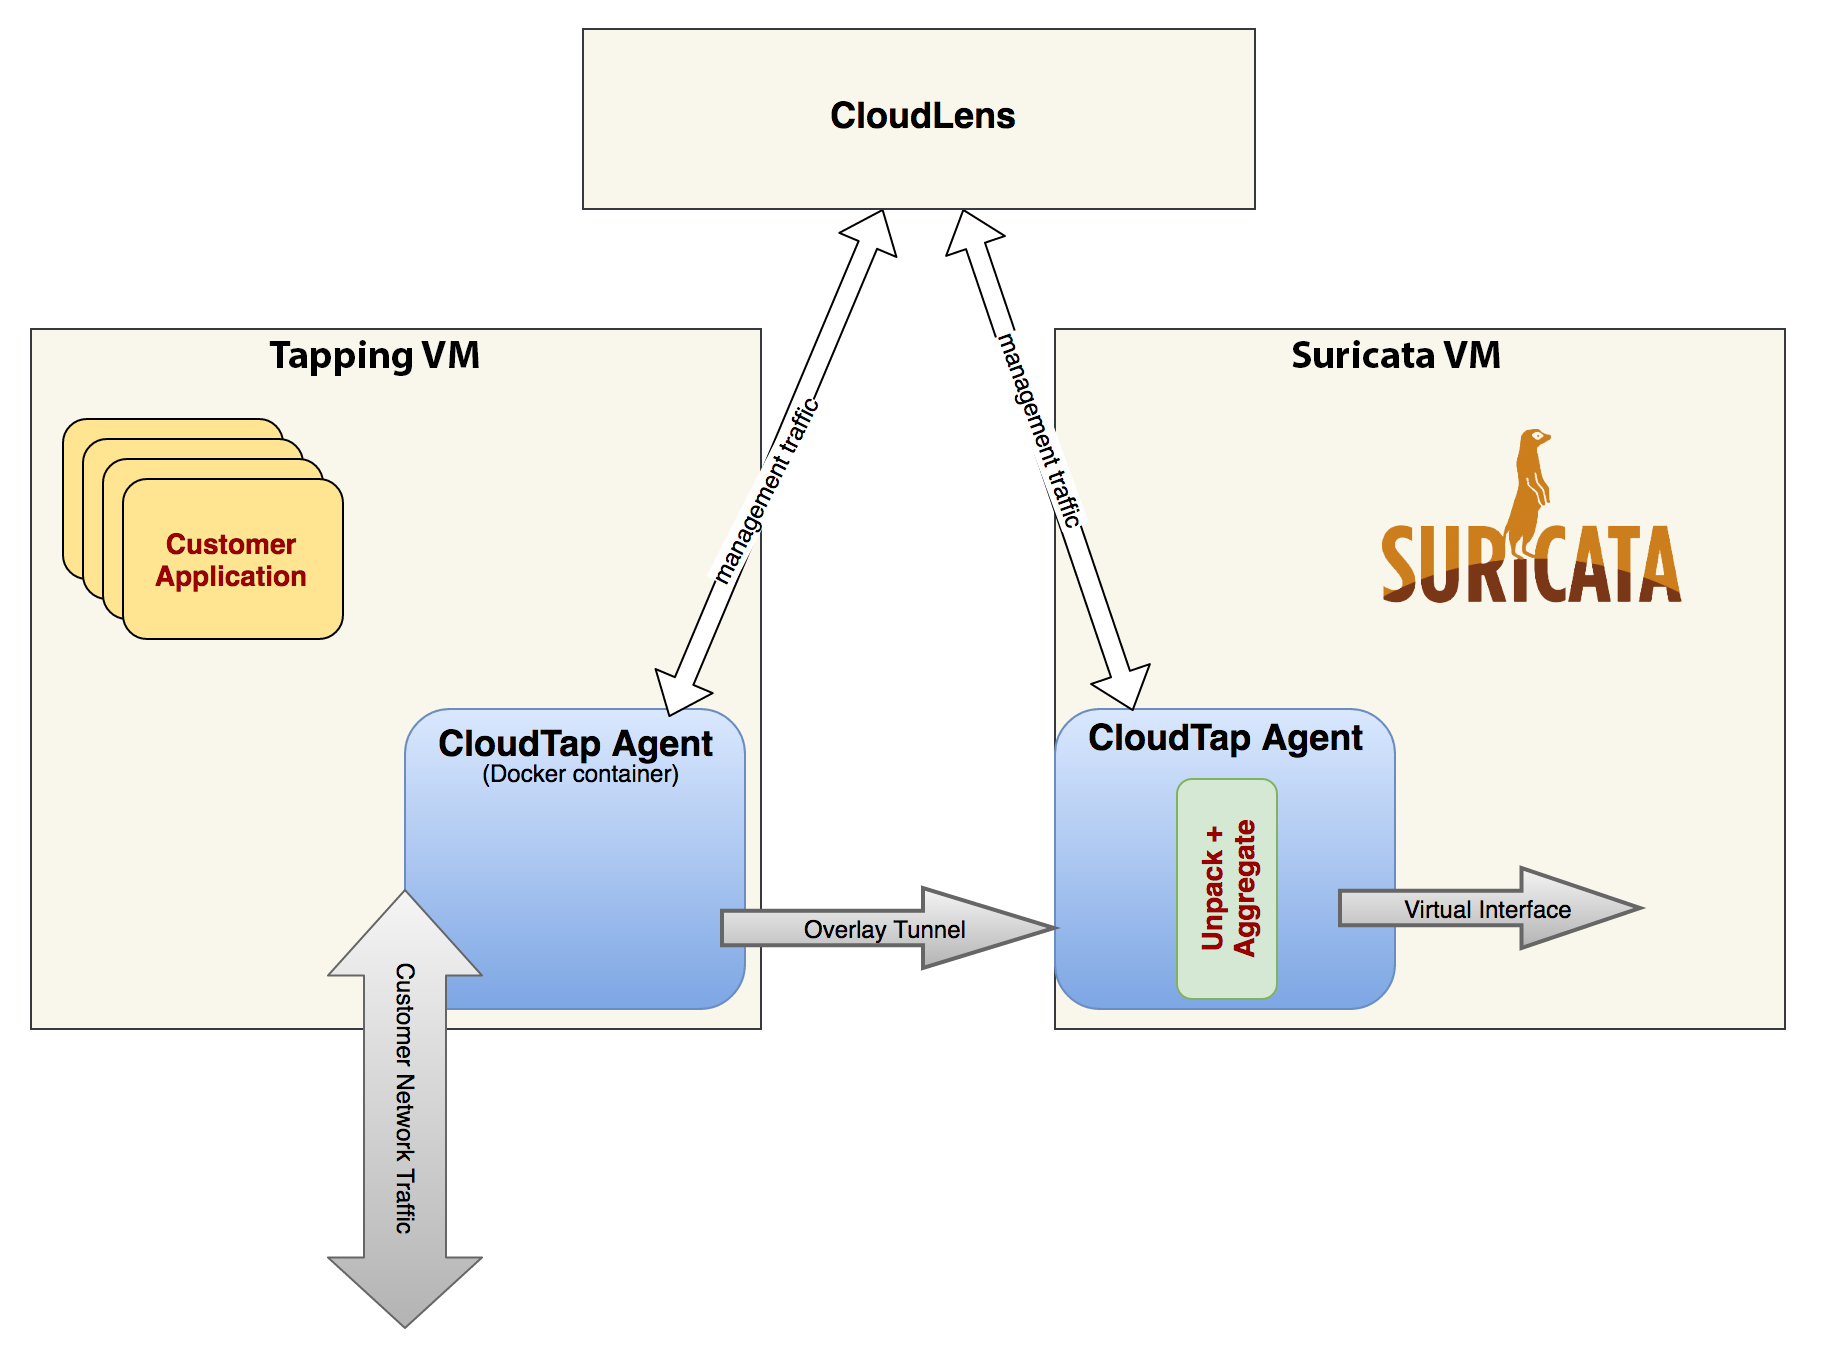 CloudLens
management traffic
management traffic
Tapping VM
Customer
Application
CloudTap Agent
(Docker container)
Customer Network Traffic
Overlay Tunnel
Suricata VM
SURICATA
CloudTap Agent
Unpack +
Aggregate
Virtual Interface